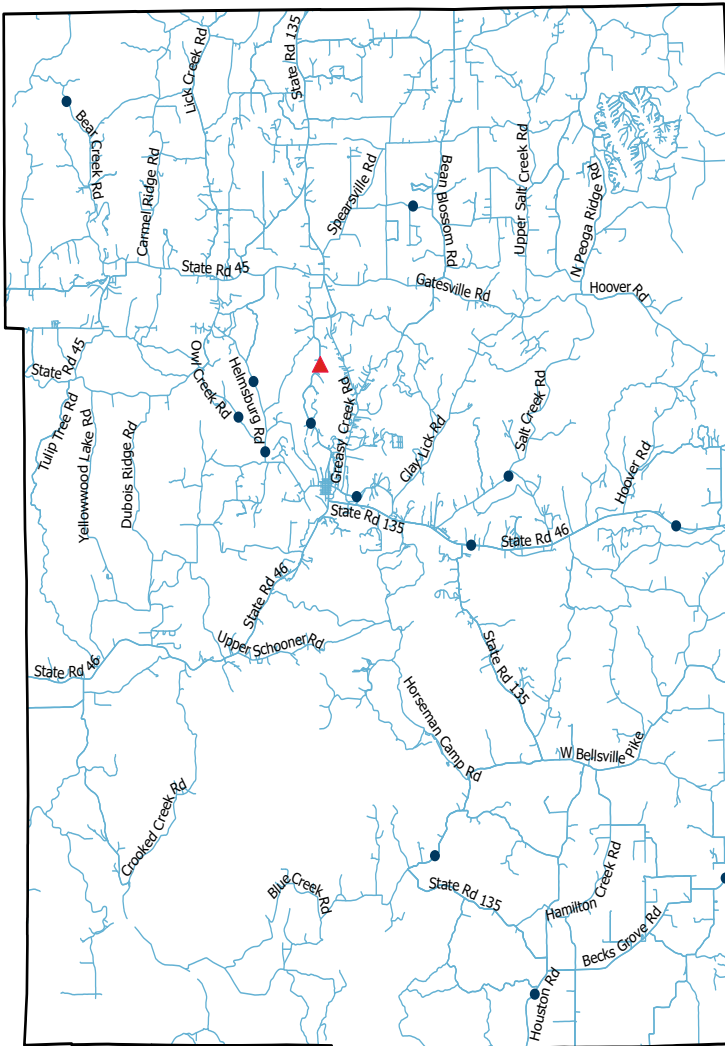 State Rd 135
Lick Creek Rd
Bear Creek Rd
Carmel Ridge Rd
Spearsville Rd
Bean Blossom Rd
Upper Salt Creek Rd
N Peoga Ridge Rd
State Rd 45
Gatesville Rd
Hoover Rd
State Rd 45
Owl Creek Rd
Helmsburg Rd
Greasy Creek Rd
Tulip Tree Rd
Yellowwood Lake Rd
Dubois Ridge Rd
Clay Lick Rd
Salt Creek Rd
Hoover Rd
State Rd 135
State Rd 46
State Rd 46
Upper Schooner Rd
State Rd 46
State Rd 135
Horseman Camp Rd
W Bellsville Pike
Crooked Creek Rd
Blue Creek Rd
State Rd 135
Hamilton Creek Rd
Becks Grove Rd
Houston Rd